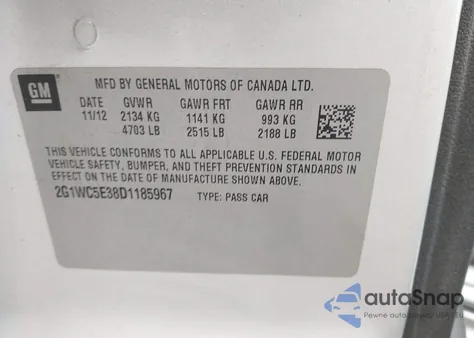 GM
MFD BY GENERAL MOTORS OF CANADA LTD.
DATE GVWR GAWR FRT GAWR RR
11/12 2134 KG 1141 KG 993 KG
4703 LB 2515 LB 2188 LB
THIS VEHICLE CONFORMS TO ALL APPLICABLE U.S. FEDERAL MOTOR
VEHICLE SAFETY, BUMPER, AND THEFT PREVENTION STANDARDS IN
EFFECT ON THE DATE OF MANUFACTURE SHOWN ABOVE.
2G1WC5E38D1185967 TYPE: PASS CAR
autoSnap
Pewne auto